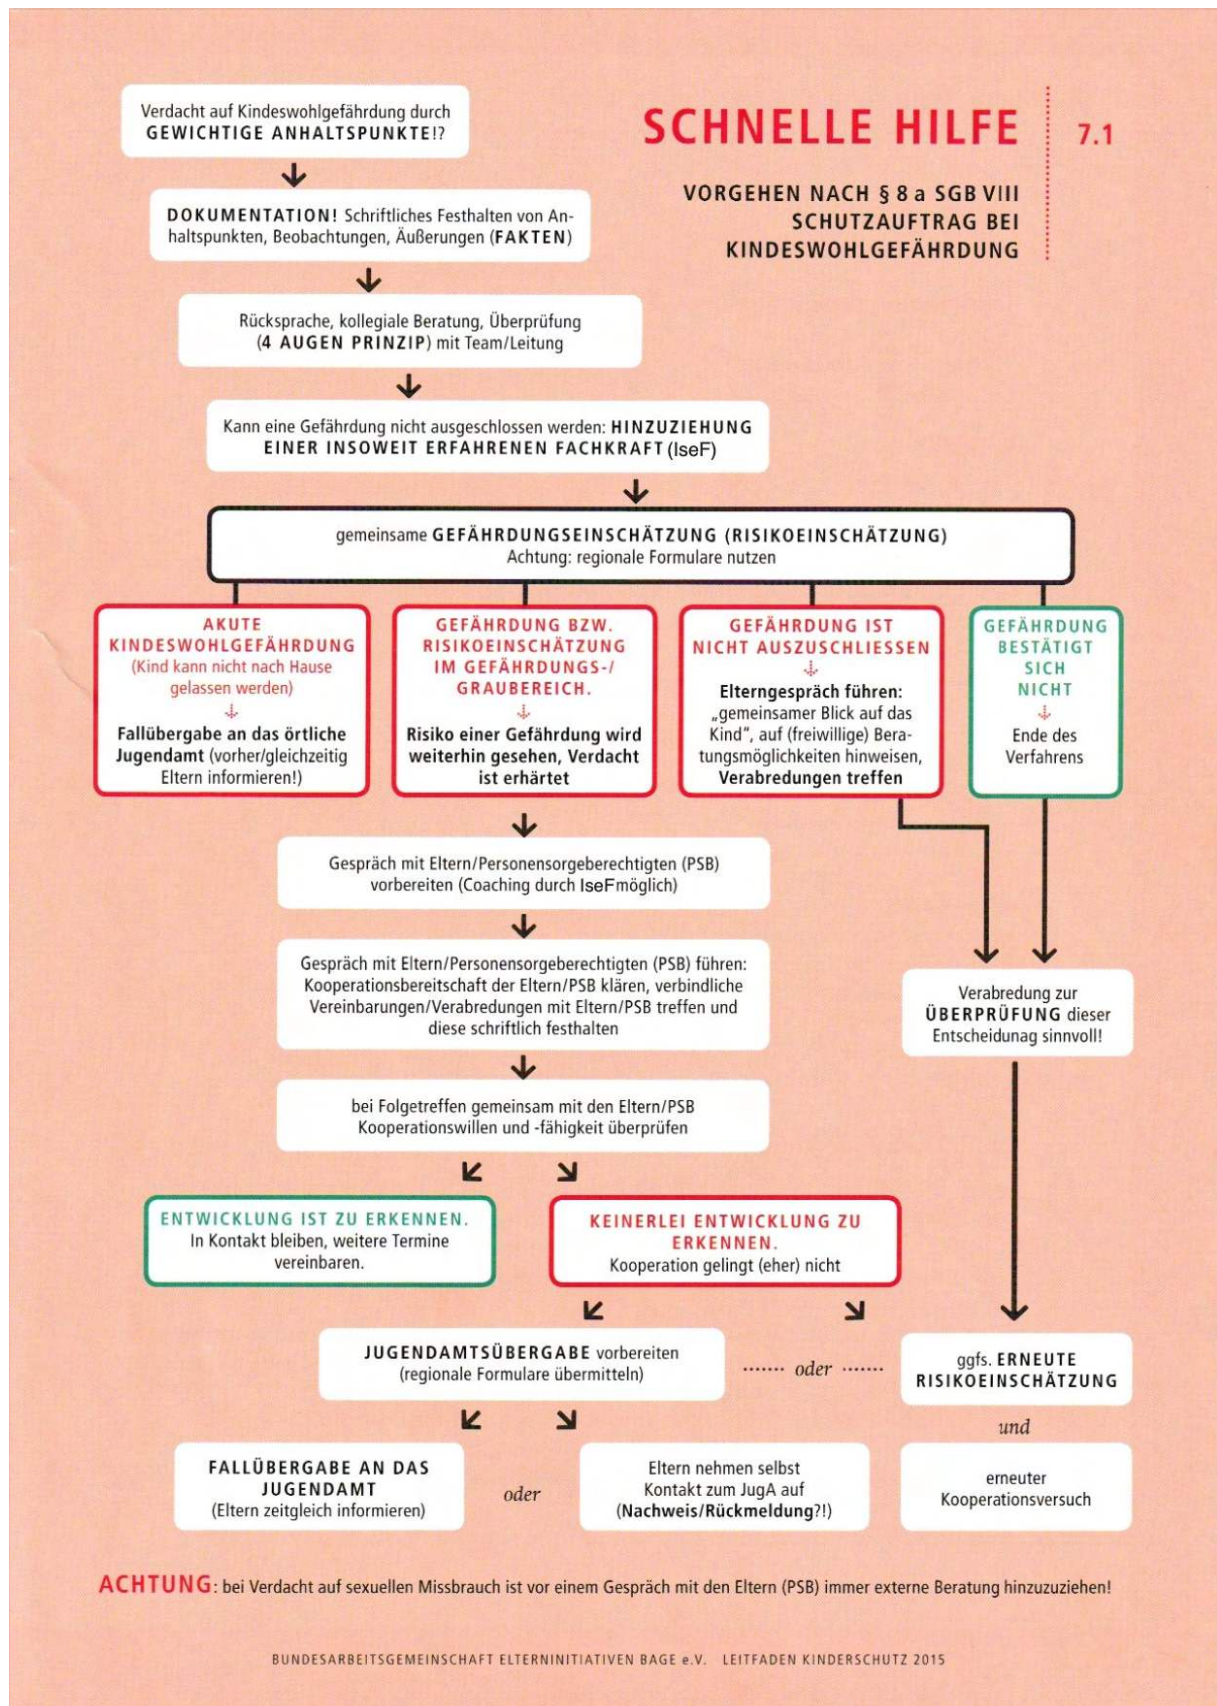 Verdacht auf Kindeswohlgefährdung durch
GEWICHTIGE ANHALTSPUNKTE!?
SCHNELLE HILFE
7.1
VORGEHEN NACH § 8 a SGB VIII
SCHUTZAUFTRAG BEI
KINDESWOHLGEFÄHRDUNG
DOKUMENTATION! Schriftliches Festhalten von An-
haltspunkten, Beobachtungen, Äußerungen (FAKTEN)
Rücksprache, kollegiale Beratung, Überprüfung
(4 AUGEN PRINZIP) mit Team/Leitung
Kann eine Gefährdung nicht ausgeschlossen werden: HINZUZIEHUNG
EINER INSOWEIT ERFAHRENEN FACHKRAFT (IseF)
gemeinsame GEFÄHRDUNGSEINSCHÄTZUNG (RISIKOEINSCHÄTZUNG)
Achtung: regionale Formulare nutzen
AKUTE
KINDESWOHLGEFÄHRDUNG
(Kind kann nicht nach Hause
gelassen werden)
Fallübergabe an das örtliche
Jugendamt (vorher/gleichzeitig
Eltern informieren!)
GEFÄHRDUNG BZW.
RISIKOEINSCHÄTZUNG
IM GEFÄHRDUNGS-/
GRAUBEREICH.
Risiko einer Gefährdung wird
weiterhin gesehen, Verdacht
ist erhärtet
GEFÄHRDUNG IST
NICHT AUSZUSCHLIESSEN
Elterngespräch führen:
„gemeinsamer Blick auf das
Kind“, auf (freiwillige) Bera-
tungsmöglichkeiten hinweisen,
Verabredungen treffen
GEFÄHRDUNG
BESTÄTIGT
SICH
NICHT
Ende des
Verfahrens
Gespräch mit Eltern/Personensorgeberechtigten (PSB)
vorbereiten (Coaching durch IseF möglich)
Gespräch mit Eltern/Personensorgeberechtigten (PSB) führen:
Kooperationsbereitschaft der Eltern/PSB klären, verbindliche
Vereinbarungen/Verabredungen mit Eltern/PSB treffen und
diese schriftlich festhalten
Verabredung zur
ÜBERPRÜFUNG dieser
Entscheidunag sinnvoll!
bei Folgetreffen gemeinsam mit den Eltern/PSB
Kooperationswillen und -fähigkeit überprüfen
ENTWICKLUNG IST ZU ERKENNEN.
In Kontakt bleiben, weitere Termine
vereinbaren.
KEINERLEI ENTWICKLUNG ZU
ERKENNEN.
Kooperation gelingt (eher) nicht
JUGENDAMTSÜBERGABE vorbereiten
(regionale Formulare übermitteln)
....... oder .......
ggfs. ERNEUTE
RISIKOEINSCHÄTZUNG
und
FALLÜBERGABE AN DAS
JUGENDAMT
(Eltern zeitgleich informieren)
oder
Eltern nehmen selbst
Kontakt zum JugA auf
(Nachweis/Rückmeldung?!)
erneuter
Kooperationsversuch
ACHTUNG: bei Verdacht auf sexuellen Missbrauch ist vor einem Gespräch mit den Eltern (PSB) immer externe Beratung hinzuzuziehen!
BUNDESARBEITSGEMEINSCHAFT ELTERNINITIATIVEN BAGE e.V. LEITFADEN KINDERSCHUTZ 2015